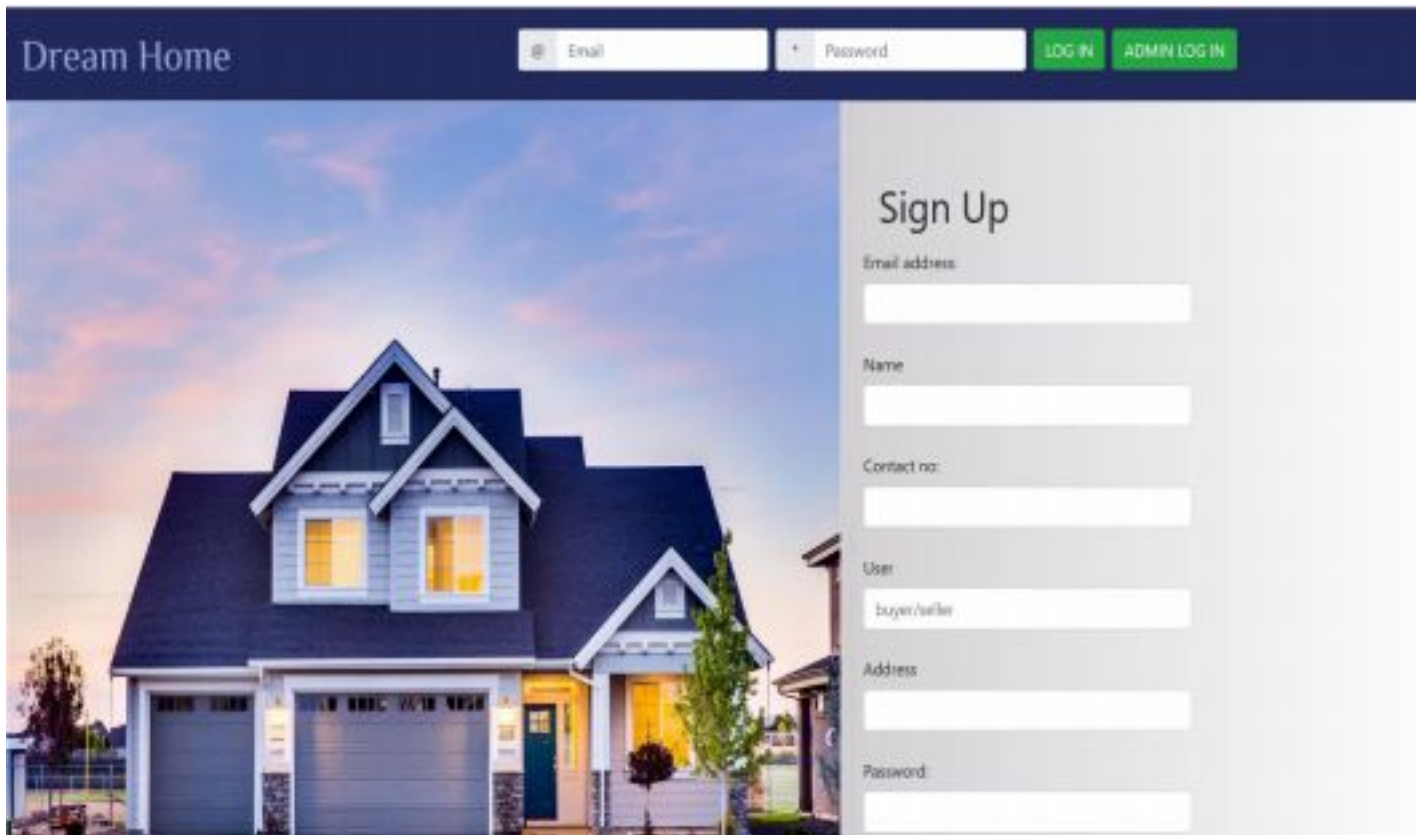 Dream Home
@ Email * Password LOG IN ADMIN LOG IN
Sign Up
Email address
Name
Contact no:
User
buyer/seller
Address
Password: